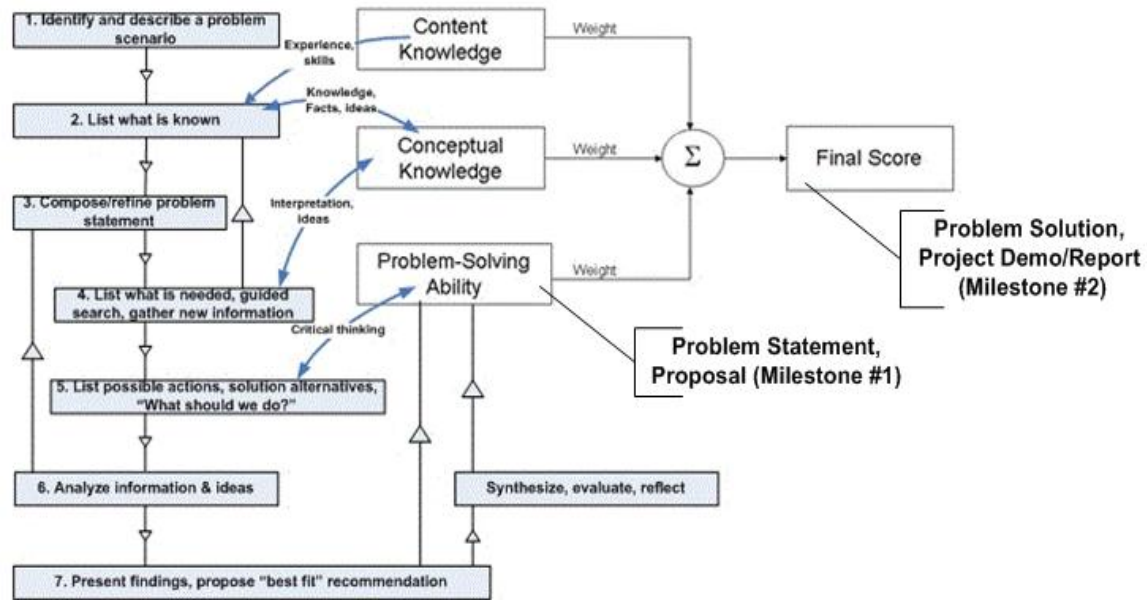 1. Identify and describe a problem
scenario
Experience,
skills
Content
Knowledge
Weight
Knowledge,
Facts, ideas
2. List what is known
Conceptual
Knowledge
Weight
Σ
Final Score
3. Compose/refine problem
statement
Interpretation,
ideas
Problem-Solving
Ability
Weight
Problem Solution,
Project Demo/Report
(Milestone #2)
4. List what is needed, guided
search, gather new information
Critical thinking
Problem Statement,
Proposal (Milestone #1)
5. List possible actions, solution alternatives,
“What should we do?”
6. Analyze information & ideas
Synthesize, evaluate, reflect
7. Present findings, propose “best fit” recommendation